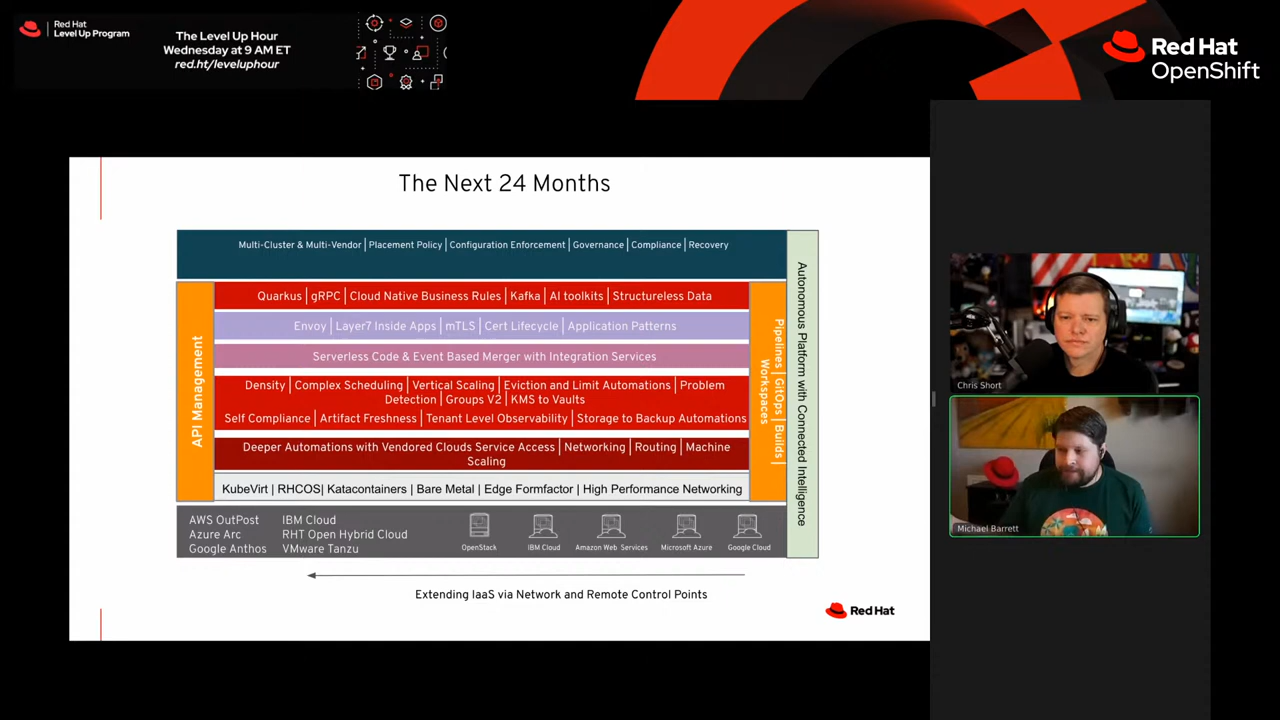 Red Hat
Level Up Program
The Level Up Hour
Wednesday at 9 AM ET
red.ht/leveluphour
Red Hat
OpenShift
The Next 24 Months
Multi-Cluster & Multi-Vendor | Placement Policy | Configuration Enforcement | Governance | Compliance | Recovery
API Management
Quarkus | gRPC | Cloud Native Business Rules | Kafka | AI toolkits | Structureless Data
Envoy | Layer7 Inside Apps | mTLS | Cert Lifecycle | Application Patterns
Serverless Code & Event Based Merger with Integration Services
Density | Complex Scheduling | Vertical Scaling | Eviction and Limit Automations | Problem
Detection | Groups V2 | KMS to Vaults
Self Compliance | Artifact Freshness | Tenant Level Observability | Storage to Backup Automations
Deeper Automations with Vendored Clouds Service Access | Networking | Routing | Machine
Scaling
KubeVirt | RHCOS| Katacontainers | Bare Metal | Edge Formfactor | High Performance Networking
Pipelines | GitOps | Builds |
Workspaces
Autonomous Platform with Connected Intelligence
AWS OutPost
Azure Arc
Google Anthos
IBM Cloud
RHT Open Hybrid Cloud
VMware Tanzu
OpenStack
IBM Cloud
Amazon Web Services
Microsoft Azure
Google Cloud
Extending IaaS via Network and Remote Control Points
Red Hat
Chris Short
Michael Barrett